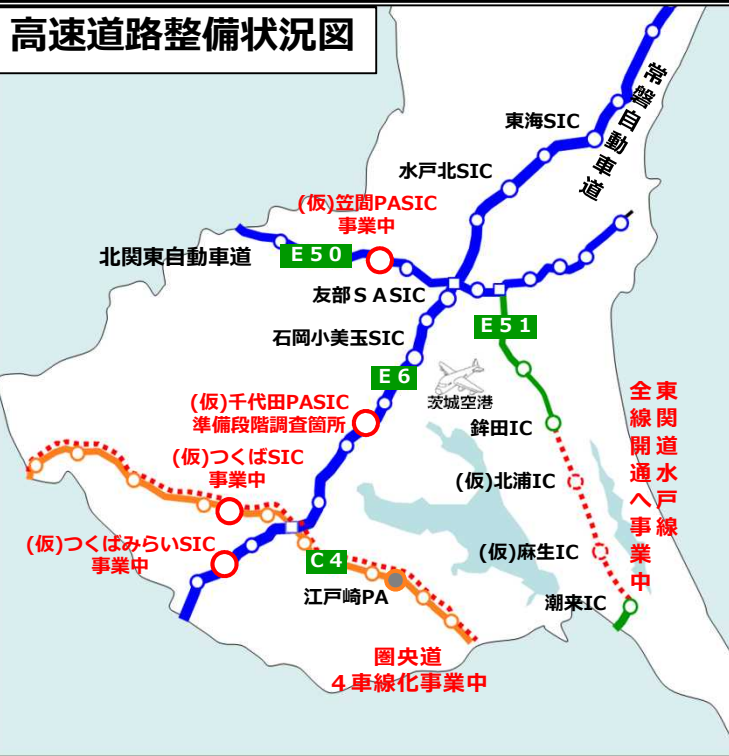 高速道路整備状況図
常磐自動車道
東海SIC
水戸北SIC
(仮)笠間PASIC
事業中
北関東自動車道
E50
友部ＳＡSIC
石岡小美玉SIC
E51
E6
茨城空港
(仮)千代田PASIC
準備段階調査箇所
鉾田IC
東関道水戸線
全線開通へ事業中
(仮)つくばSIC
事業中
(仮)北浦IC
(仮)つくばみらいSIC
事業中
(仮)麻生IC
C4
江戸崎PA
潮来IC
圏央道
４車線化事業中